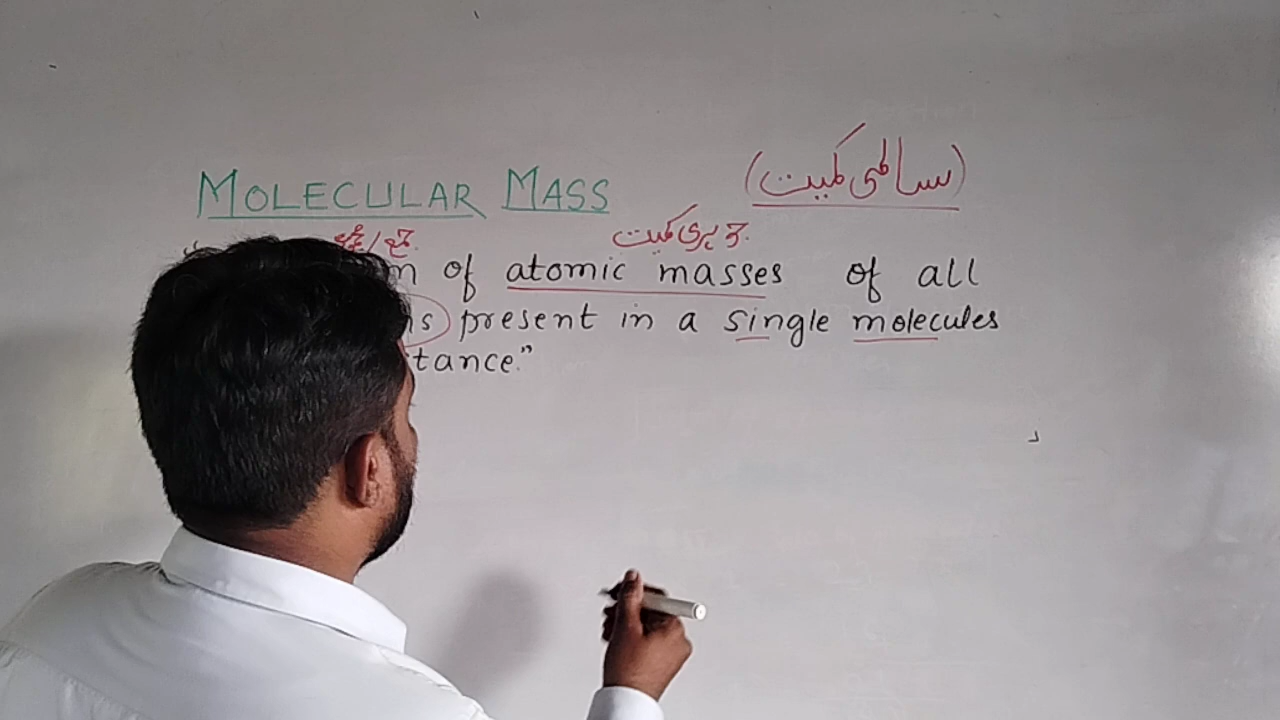 MOLECULAR MASS (سالمی کمیت)
جمع / مجموعہ جوہری کمیت
of atomic masses of all
present in a single molecules
tance."